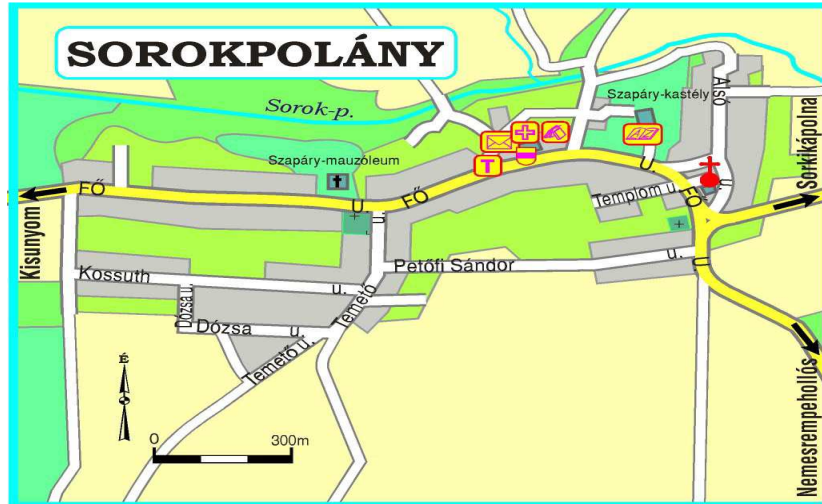 SOROKPOLÁNY
Sorok-p.
Szapáry-kastély
Alsó
u.
Szapáry-mauzóleum
T
FŐ
U.
FŐ
U.
FŐ
U.
Templom u.
Sorkikápolna
Kisunyom
u.
Kossuth u.
Petőfi Sándor u.
Dózsa u.
Dózsa u.
Temető
Temető u.
Nemesrempehollós
É
0 300m